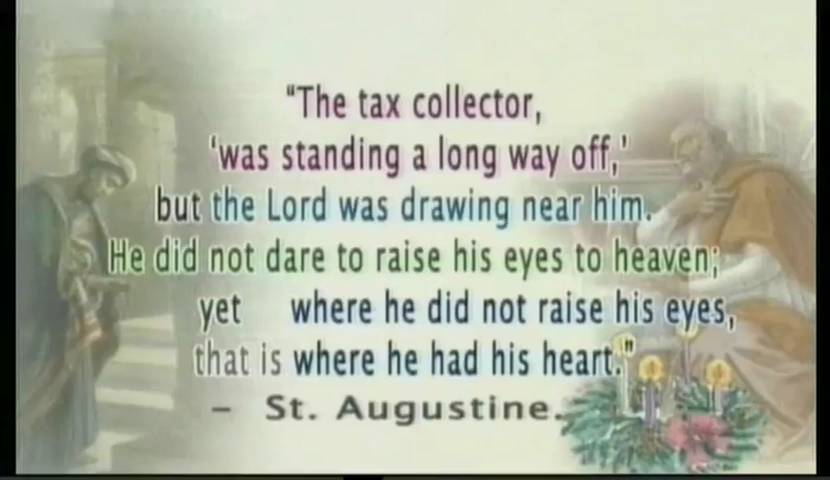 "The tax collector,
'was standing a long way off,'
but the Lord was drawing near him.
He did not dare to raise his eyes to heaven;
yet where he did not raise his eyes,
that is where he had his heart."
– St. Augustine.